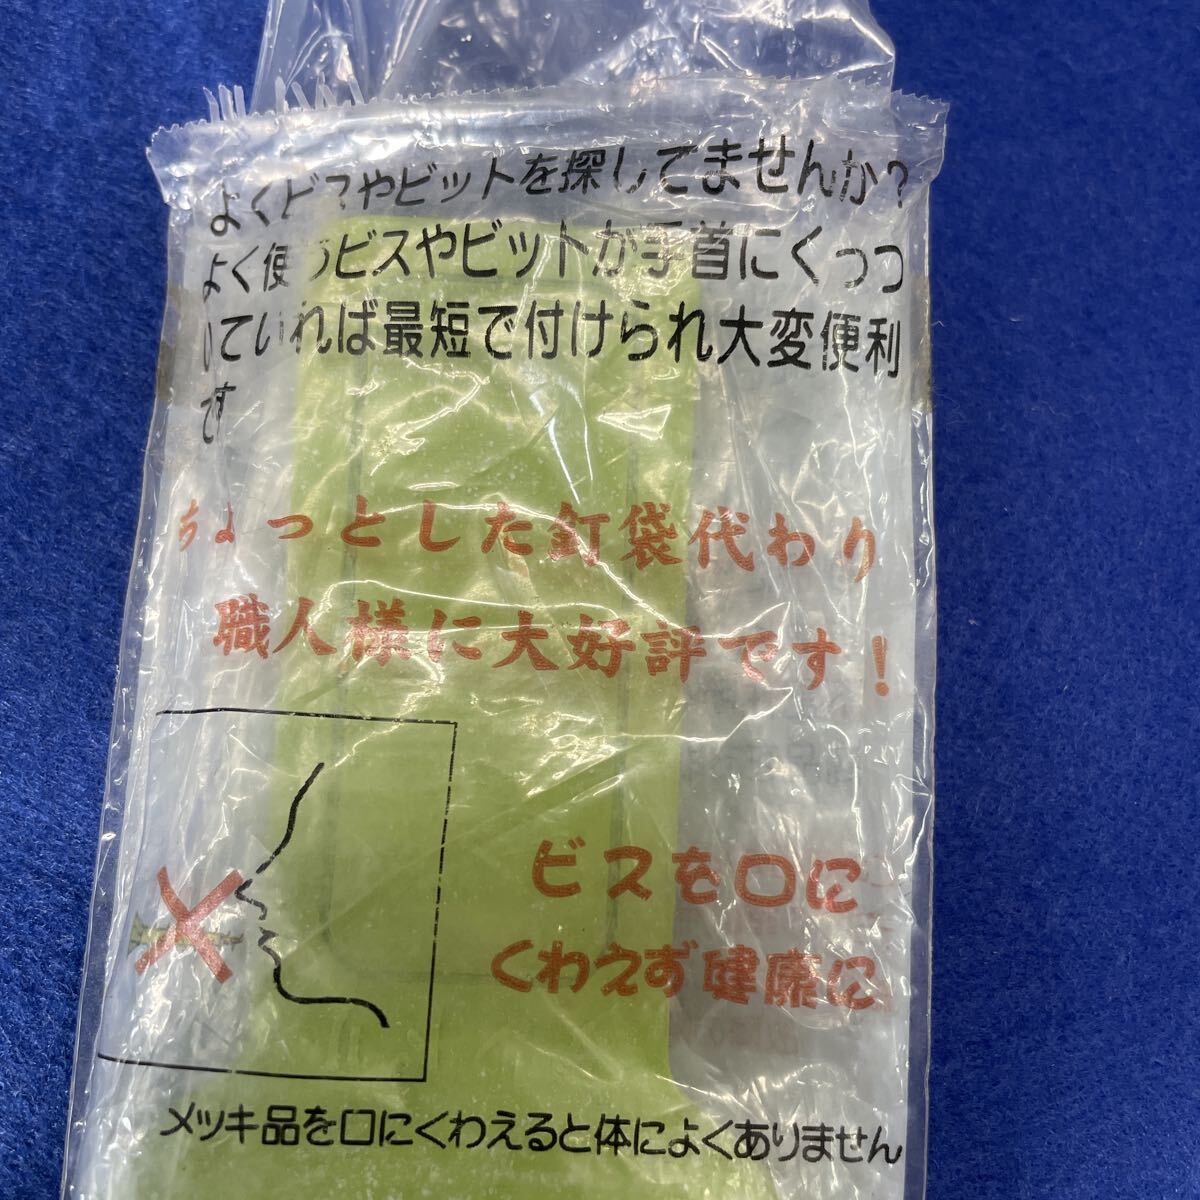 よくビスやビットを探してませんか?
よく使うビスやビットが手首にくっつ
いていれば最短で付けられ大変便利
です
ちょっとした釘袋代わり
職人様に大好評です!
ビスを口に
くわえず健康に
メッキ品を口にくわえると体によくありません